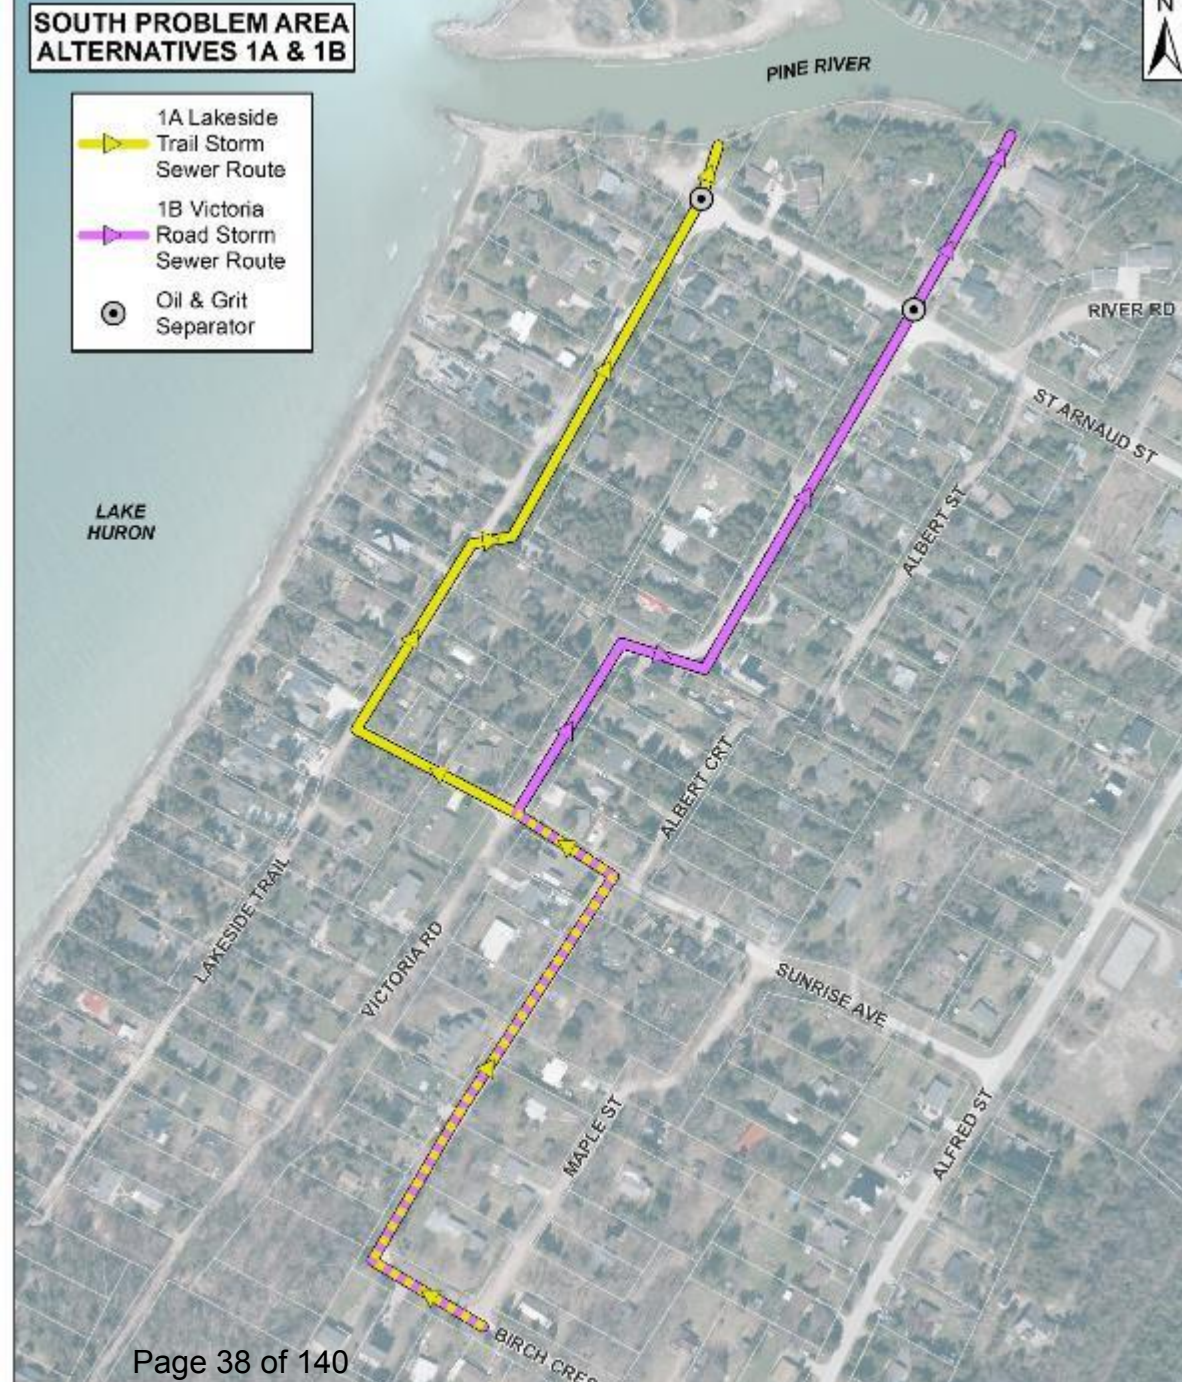 SOUTH PROBLEM AREA
ALTERNATIVES 1A & 1B
1A Lakeside
Trail Storm
Sewer Route
1B Victoria
Road Storm
Sewer Route
Oil & Grit
Separator
N
PINE RIVER
RIVER RD
ST ARNAUD ST
LAKE
HURON
ALBERT ST
ALBERT CRT
LAKESIDE TRAIL
VICTORIA RD
SUNRISE AVE
MAPLE ST
ALFRED ST
BIRCH CRES
Page 38 of 140